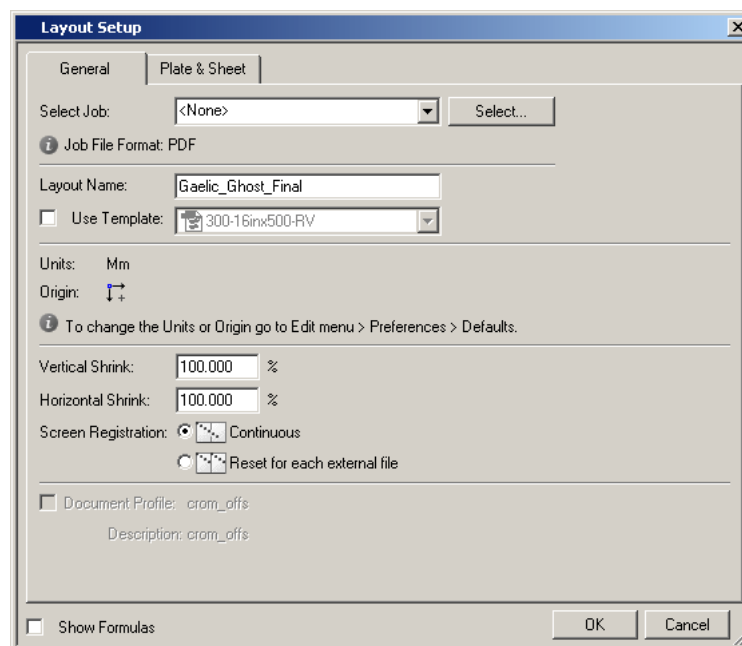 Layout Setup
General
Plate & Sheet
Select Job: <None> Select...
Job File Format: PDF
Layout Name: Gaelic_Ghost_Final
Use Template: 300-16inx500-RV
Units: Mm
Origin:
To change the Units or Origin go to Edit menu > Preferences > Defaults.
Vertical Shrink: 100.000 %
Horizontal Shrink: 100.000 %
Screen Registration: Continuous
Reset for each external file
Document Profile: crom_offs
Description: crom_offs
Show Formulas
OK
Cancel